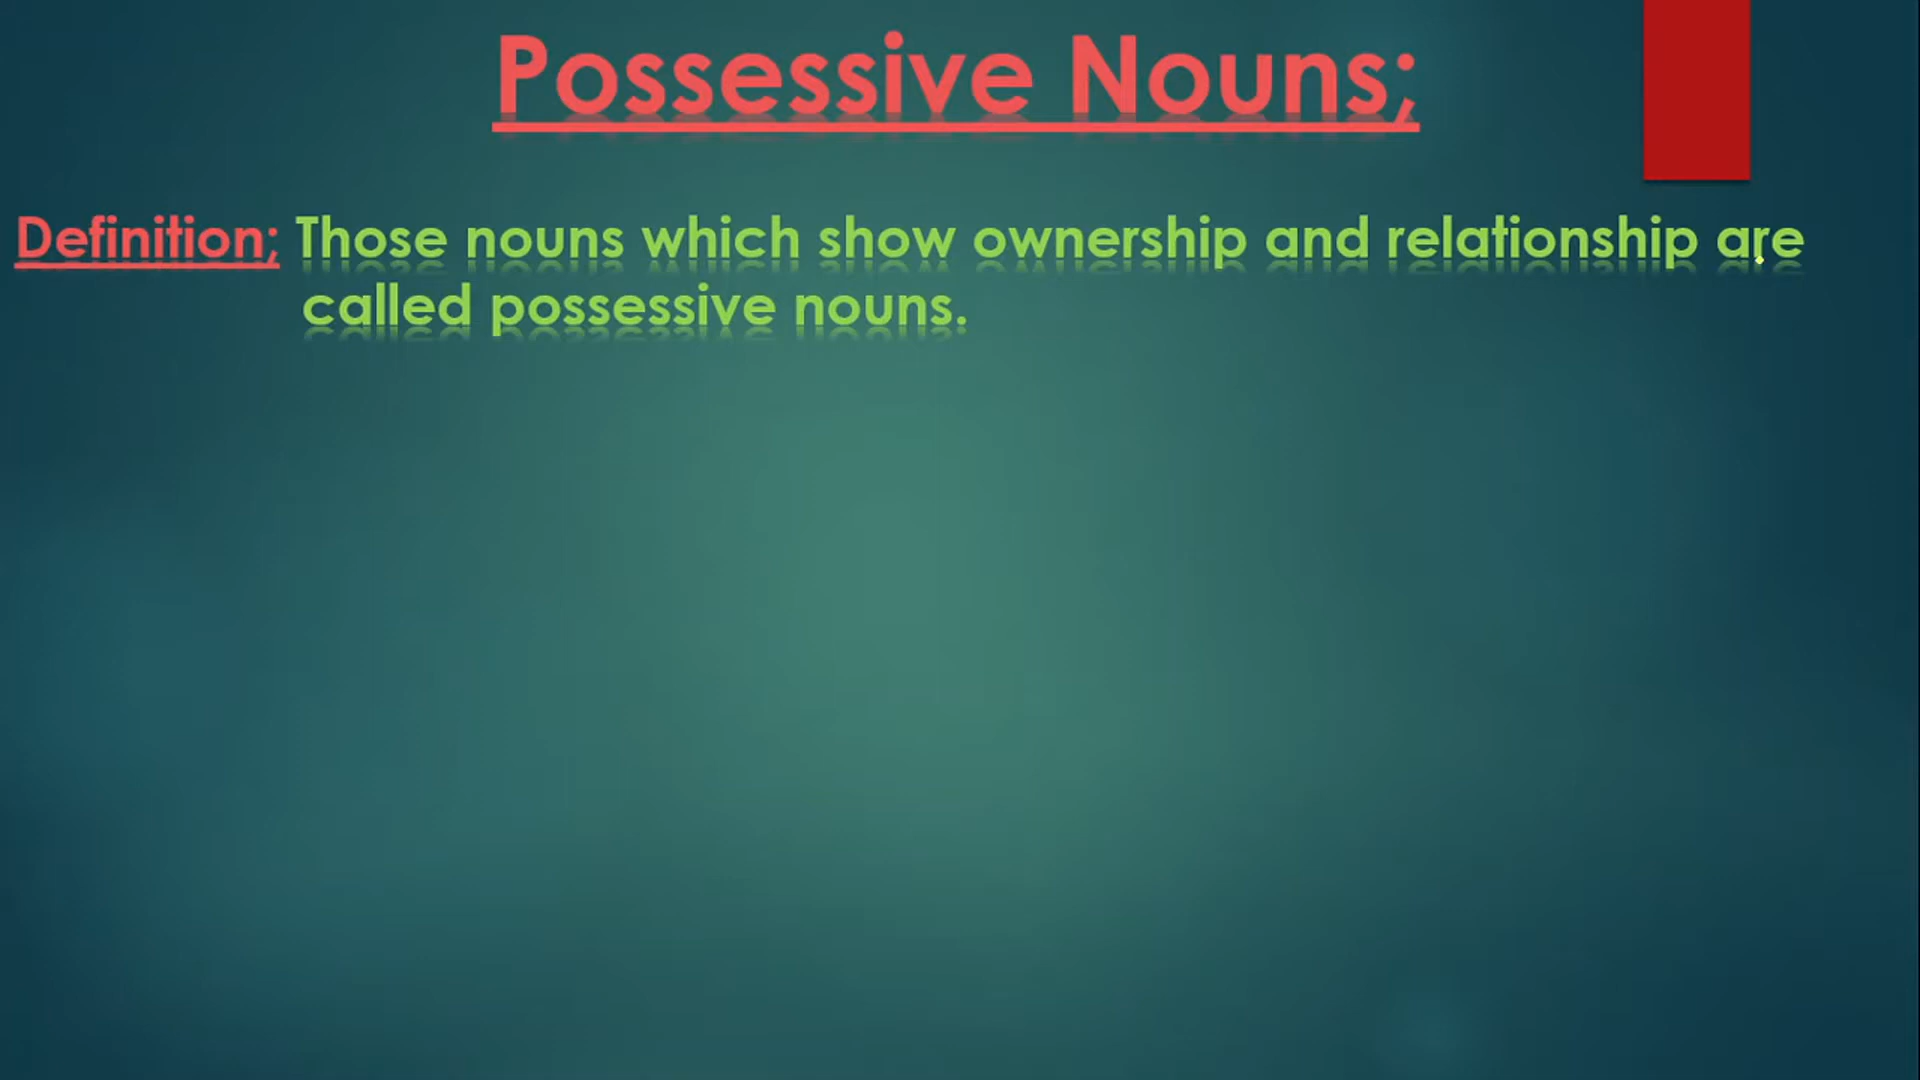 Possessive Nouns;
Definition; Those nouns which show ownership and relationship are
called possessive nouns.